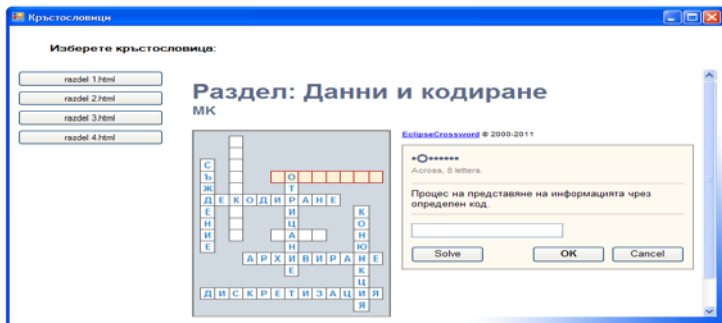 Кръстословици
Изберете кръстословица:
razdel 1.html
razdel 2.html
razdel 3.html
razdel 4.html
Раздел: Данни и кодиране
МК
EclipseCrossword © 2000-2011
Across, 8 letters.
Процес на представяне на информацията чрез
определен код.
Solve
OK
Cancel
СЪЖДЕНИЕ
ОТРИЦАНИЕ
ДЕКОДИРАНЕ
КОНЮНКЦИЯ
АРХИВИРАНЕ
ДИСКРЕТИЗАЦИЯ